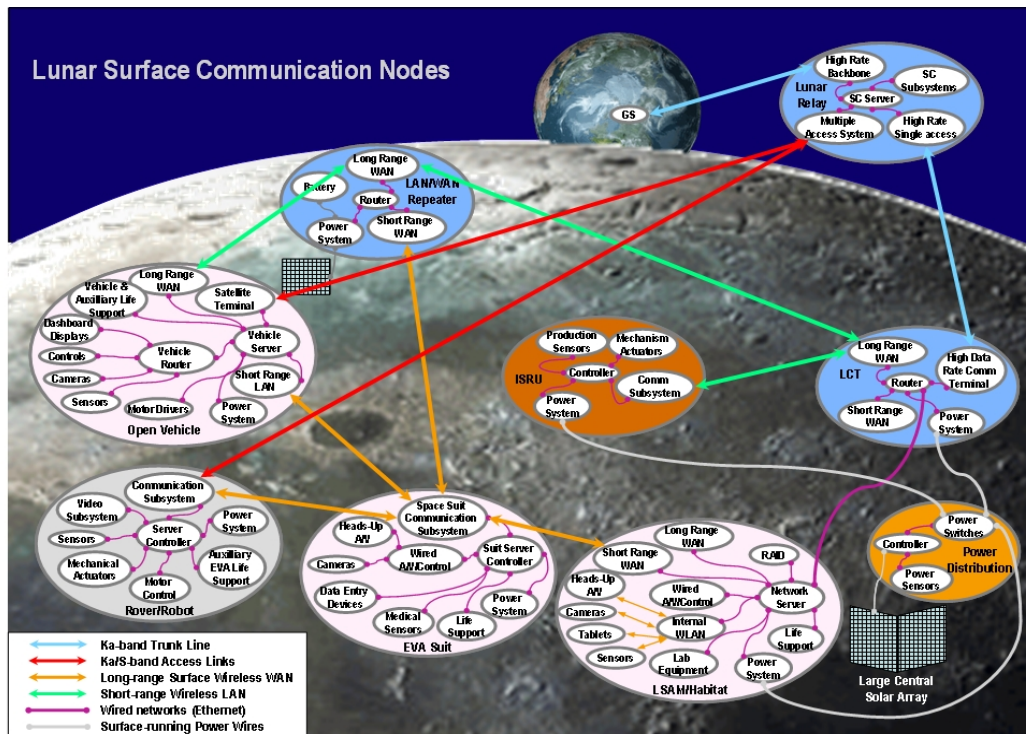 Lunar Surface Communication Nodes
GS
High Rate
Backbone
SC
Subsystems
Lunar
Relay
SC Server
Multiple
Access System
High Rate
Single access
Long Range
WAN
LAN/WAN
Repeater
Battery
Router
Power
System
Short Range
WAN
Long Range
WAN
Vehicle &
Auxilliary Life
Support
Satellite
Terminal
Dashboard
Displays
Vehicle
Server
Controls
Vehicle
Router
Cameras
Short Range
LAN
Sensors
Motor Drivers
Power
System
Open Vehicle
Production
Sensors
Mechanism
Actuators
ISRU
Controller
Comm
Subsystem
Power
System
Long Range
WAN
LCT
High Data
Rate Comm
Terminal
Router
Short Range
WAN
Power
System
Communication
Subsystem
Video
Subsystem
Power
System
Sensors
Server
Controller
Mechanical
Actuators
Auxilliary
EVA Life
Support
Motor
Control
Rover/Robot
Space Suit
Communication
Subsystem
Heads-Up
A/V
Wired
A/V/Control
Suit Server
Controller
Cameras
Data Entry
Devices
Medical
Sensors
Life
Support
Power
System
EVA Suit
Long Range
WAN
Short Range
WAN
RAID
Heads-Up
A/V
Wired
A/V/Control
Network
Server
Cameras
Internal
WLAN
Tablets
Sensors
Lab
Equipment
Power
System
Life
Support
LSAM/Habitat
Power
Switches
Controller
Power
Distribution
Power
Sensors
Large Central
Solar Array
Ka-band Trunk Line
Ka/S-band Access Links
Long-range Surface Wireless WAN
Short-range Wireless LAN
Wired networks (Ethernet)
Surface-running Power Wires